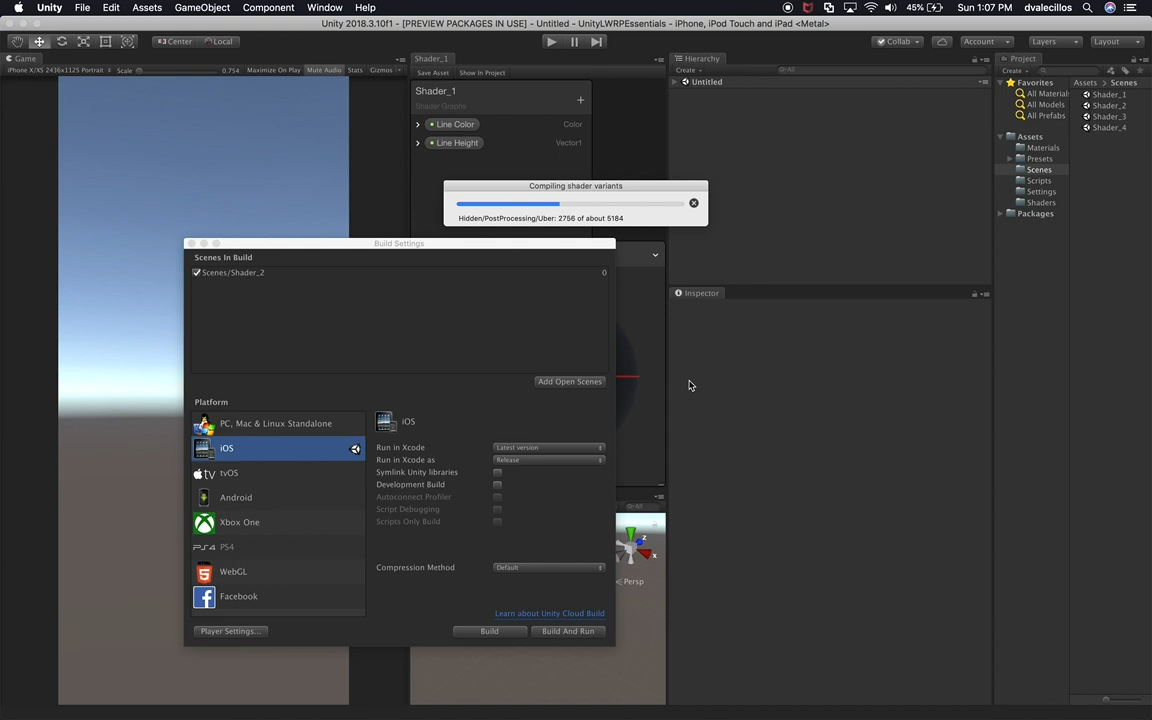 Unity File Edit Assets GameObject Component Window Help 45% Sun 1:07 PM dvalecillos
Unity 2018.3.10f1 - [PREVIEW PACKAGES IN USE] - Untitled - UnityLWRPEssentials - iPhone, iPod Touch and iPad <Metal>
Center Local Collab Account Layers Layout
Game
iPhone X/XS 2436x1125 Portrait Scale 0.754 Maximize On Play Mute Audio Stats Gizmos
Shader_1
Save Asset Show In Project
Shader_1
Shader Graphs
Line Color Color
Line Height Vector1
Hierarchy
Create All
Untitled
Project
Create
Favorites
All Material
All Models
All Prefabs
Assets
Materials
Presets
Scenes
Scripts
Settings
Shaders
Packages
Assets Scenes
Shader_1
Shader_2
Shader_3
Shader_4
Inspector
Compiling shader variants
Hidden/PostProcessing/Uber: 2756 of about 5184
Build Settings
Scenes In Build
Scenes/Shader_2 0
Add Open Scenes
Platform
PC, Mac & Linux Standalone
iOS
tv tvOS
Android
Xbox One
PS4 PS4
WebGL
Facebook
iOS
Run in Xcode Latest version
Run in Xcode as Release
Symlink Unity libraries
Development Build
Autoconnect Profiler
Script Debugging
Scripts Only Build
Compression Method Default
Learn about Unity Cloud Build
Player Settings... Build Build And Run
All
z
x
Persp